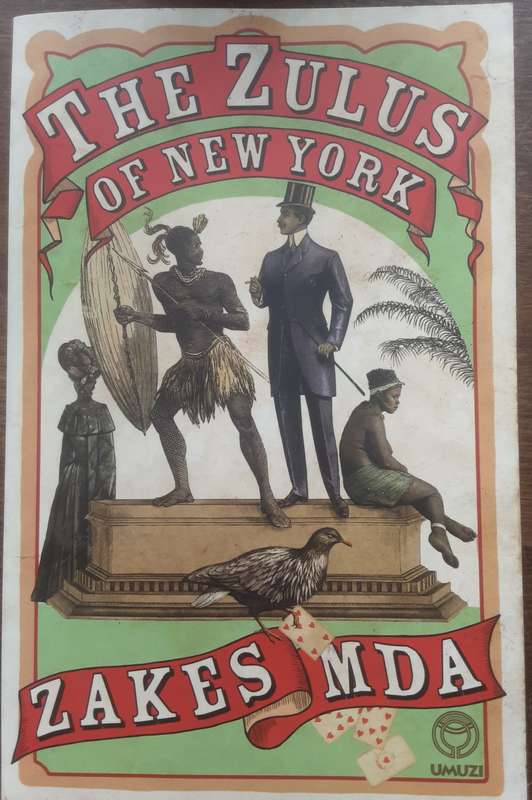 THE ZULUS
OF NEW YORK
ZAKES MDA
UMUZI